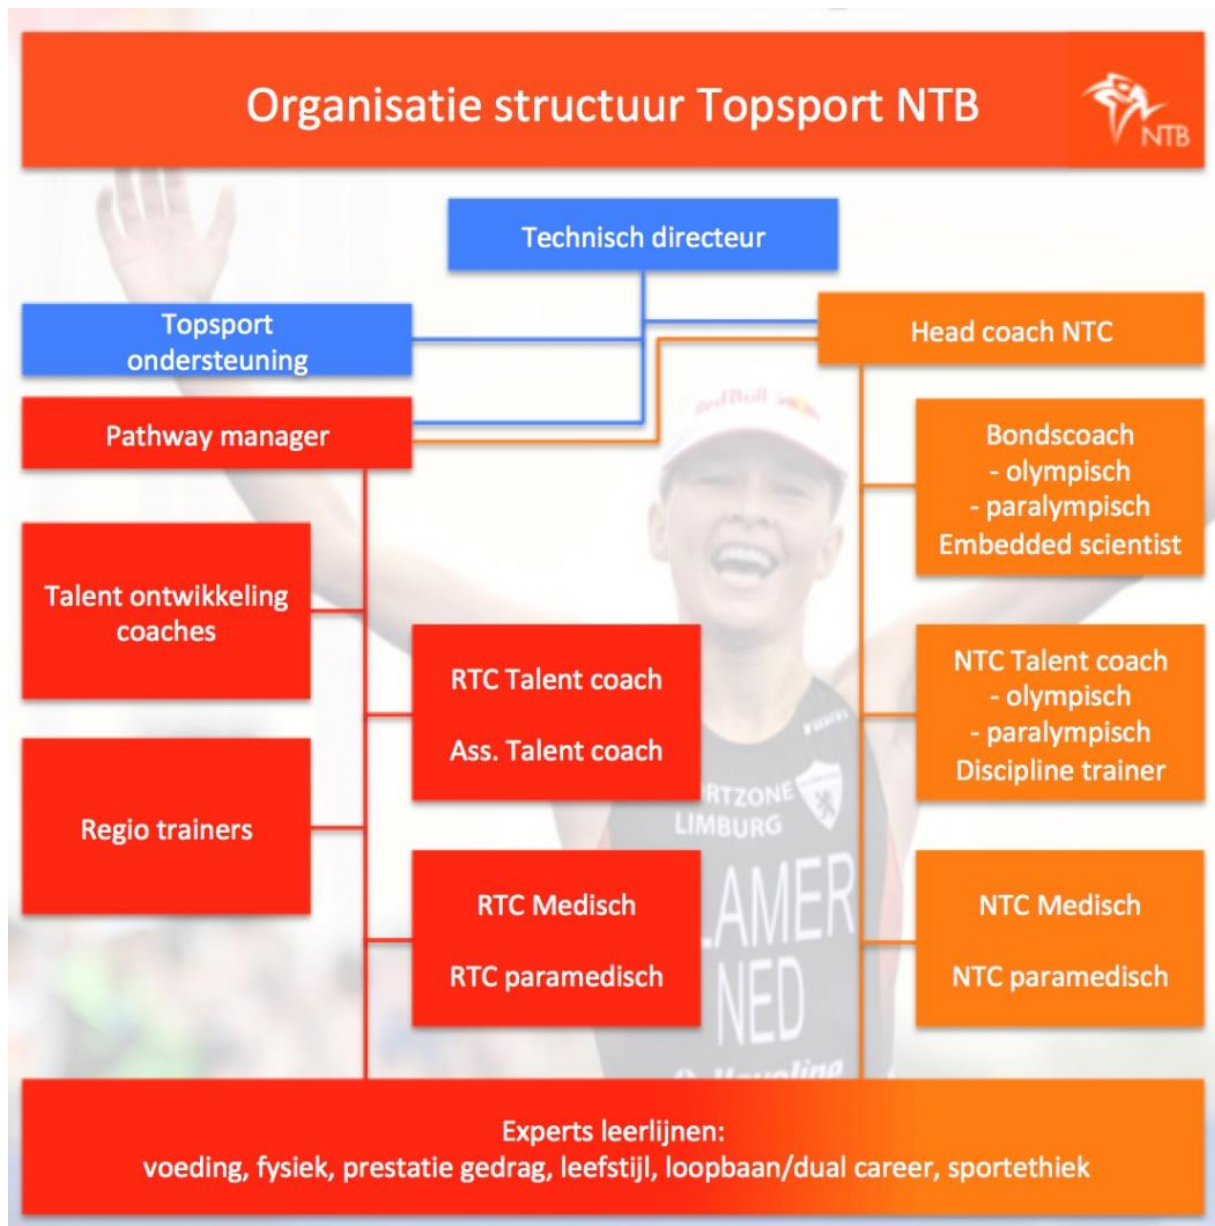 Organisatie structuur Topsport NTB
NTB
Technisch directeur
Topsport
ondersteuning
Head coach NTC
Pathway manager
Red Bull
Bondscoach
- olympisch
- paralympisch
Embedded scientist
Talent ontwikkeling
coaches
RTC Talent coach
Ass. Talent coach
NTC Talent coach
- olympisch
- paralympisch
Discipline trainer
RTZONE
LIMBURG
Regio trainers
LAMER
NED
RTC Medisch
RTC paramedisch
NTC Medisch
NTC paramedisch
Experts leerlijnen:
voeding, fysiek, prestatie gedrag, leefstijl, loopbaan/dual career, sportethiek